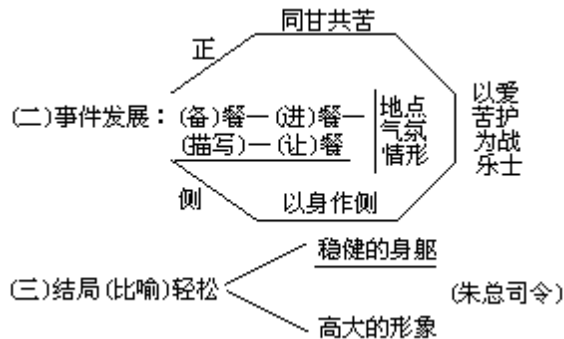 同甘共苦
正
(二)事件发展：(备)餐—(进)餐—
(描写)—(让)餐
地点
气氛
情形
以爱
苦护
为战
乐士
侧
以身作侧
稳健的身躯
(三)结局(比喻)轻松
(朱总司令)
高大的形象